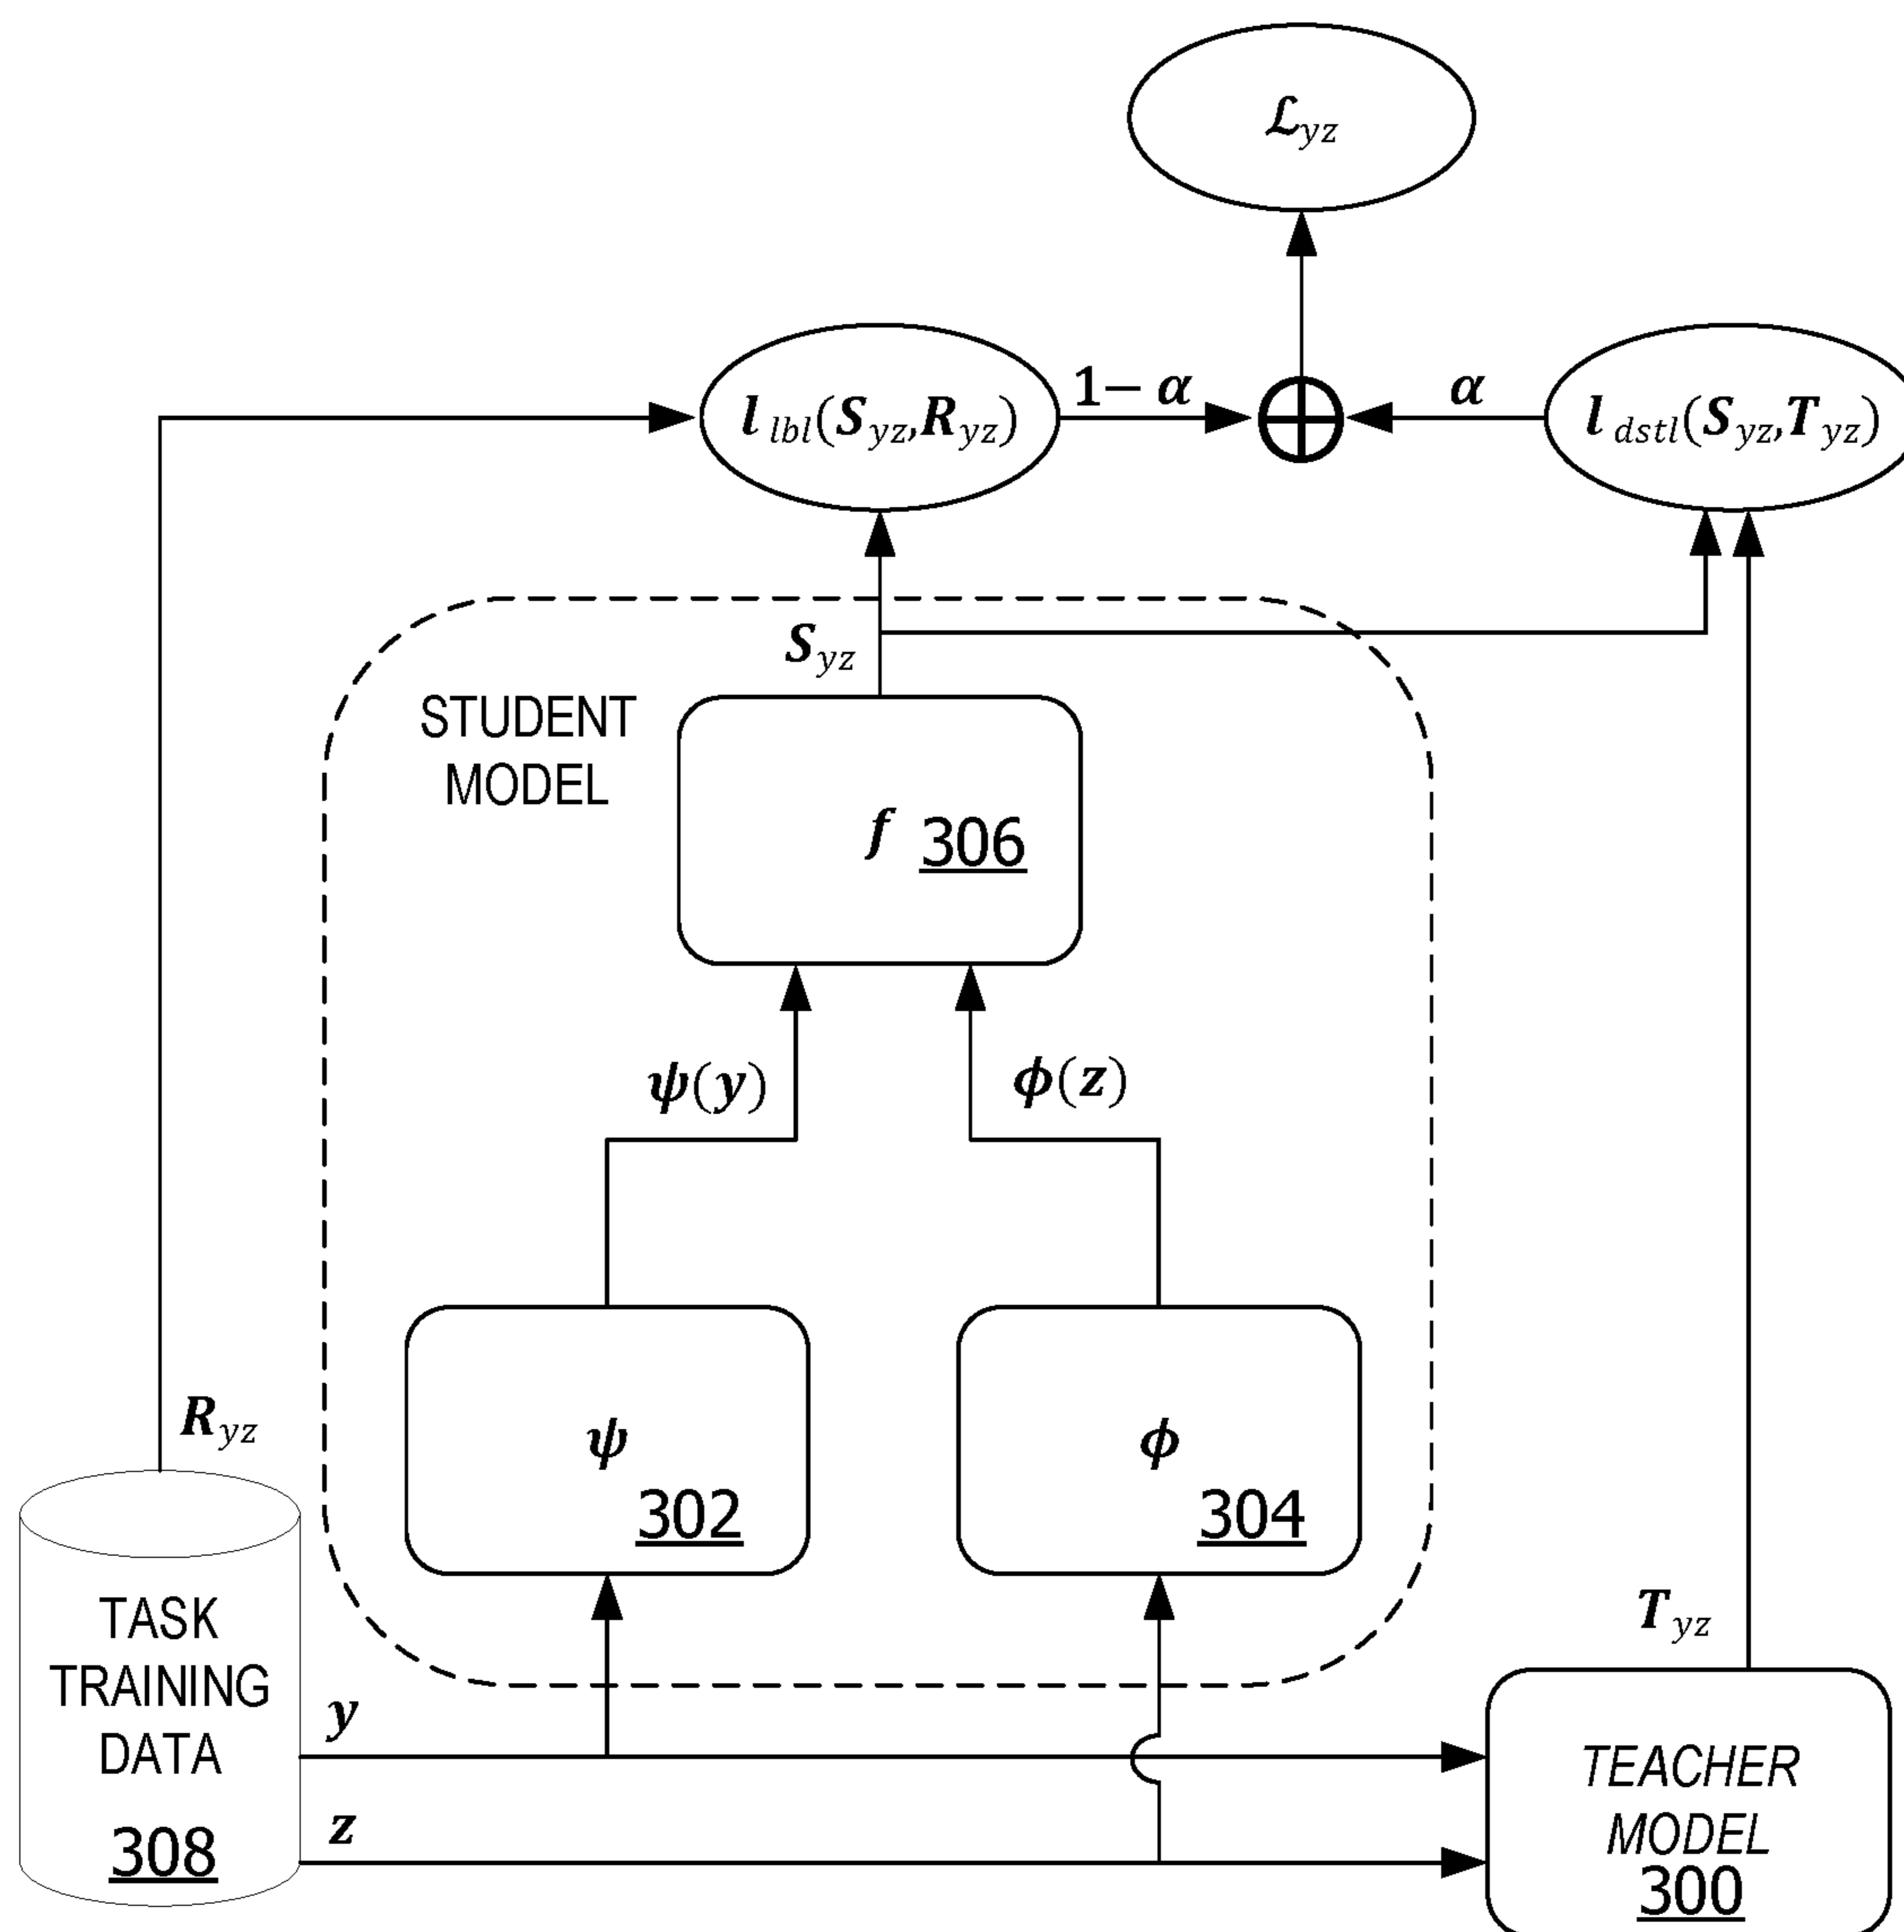 ℒyz
l lbl(Syz,Ryz)
1− α
α
l dstl(Syz,Tyz)
Syz
STUDENT
MODEL
f 306
ψ(y)
ϕ(z)
Ryz
ψ
302
ϕ
304
TASK
TRAINING
DATA
308
y
z
Tyz
TEACHER
MODEL
300